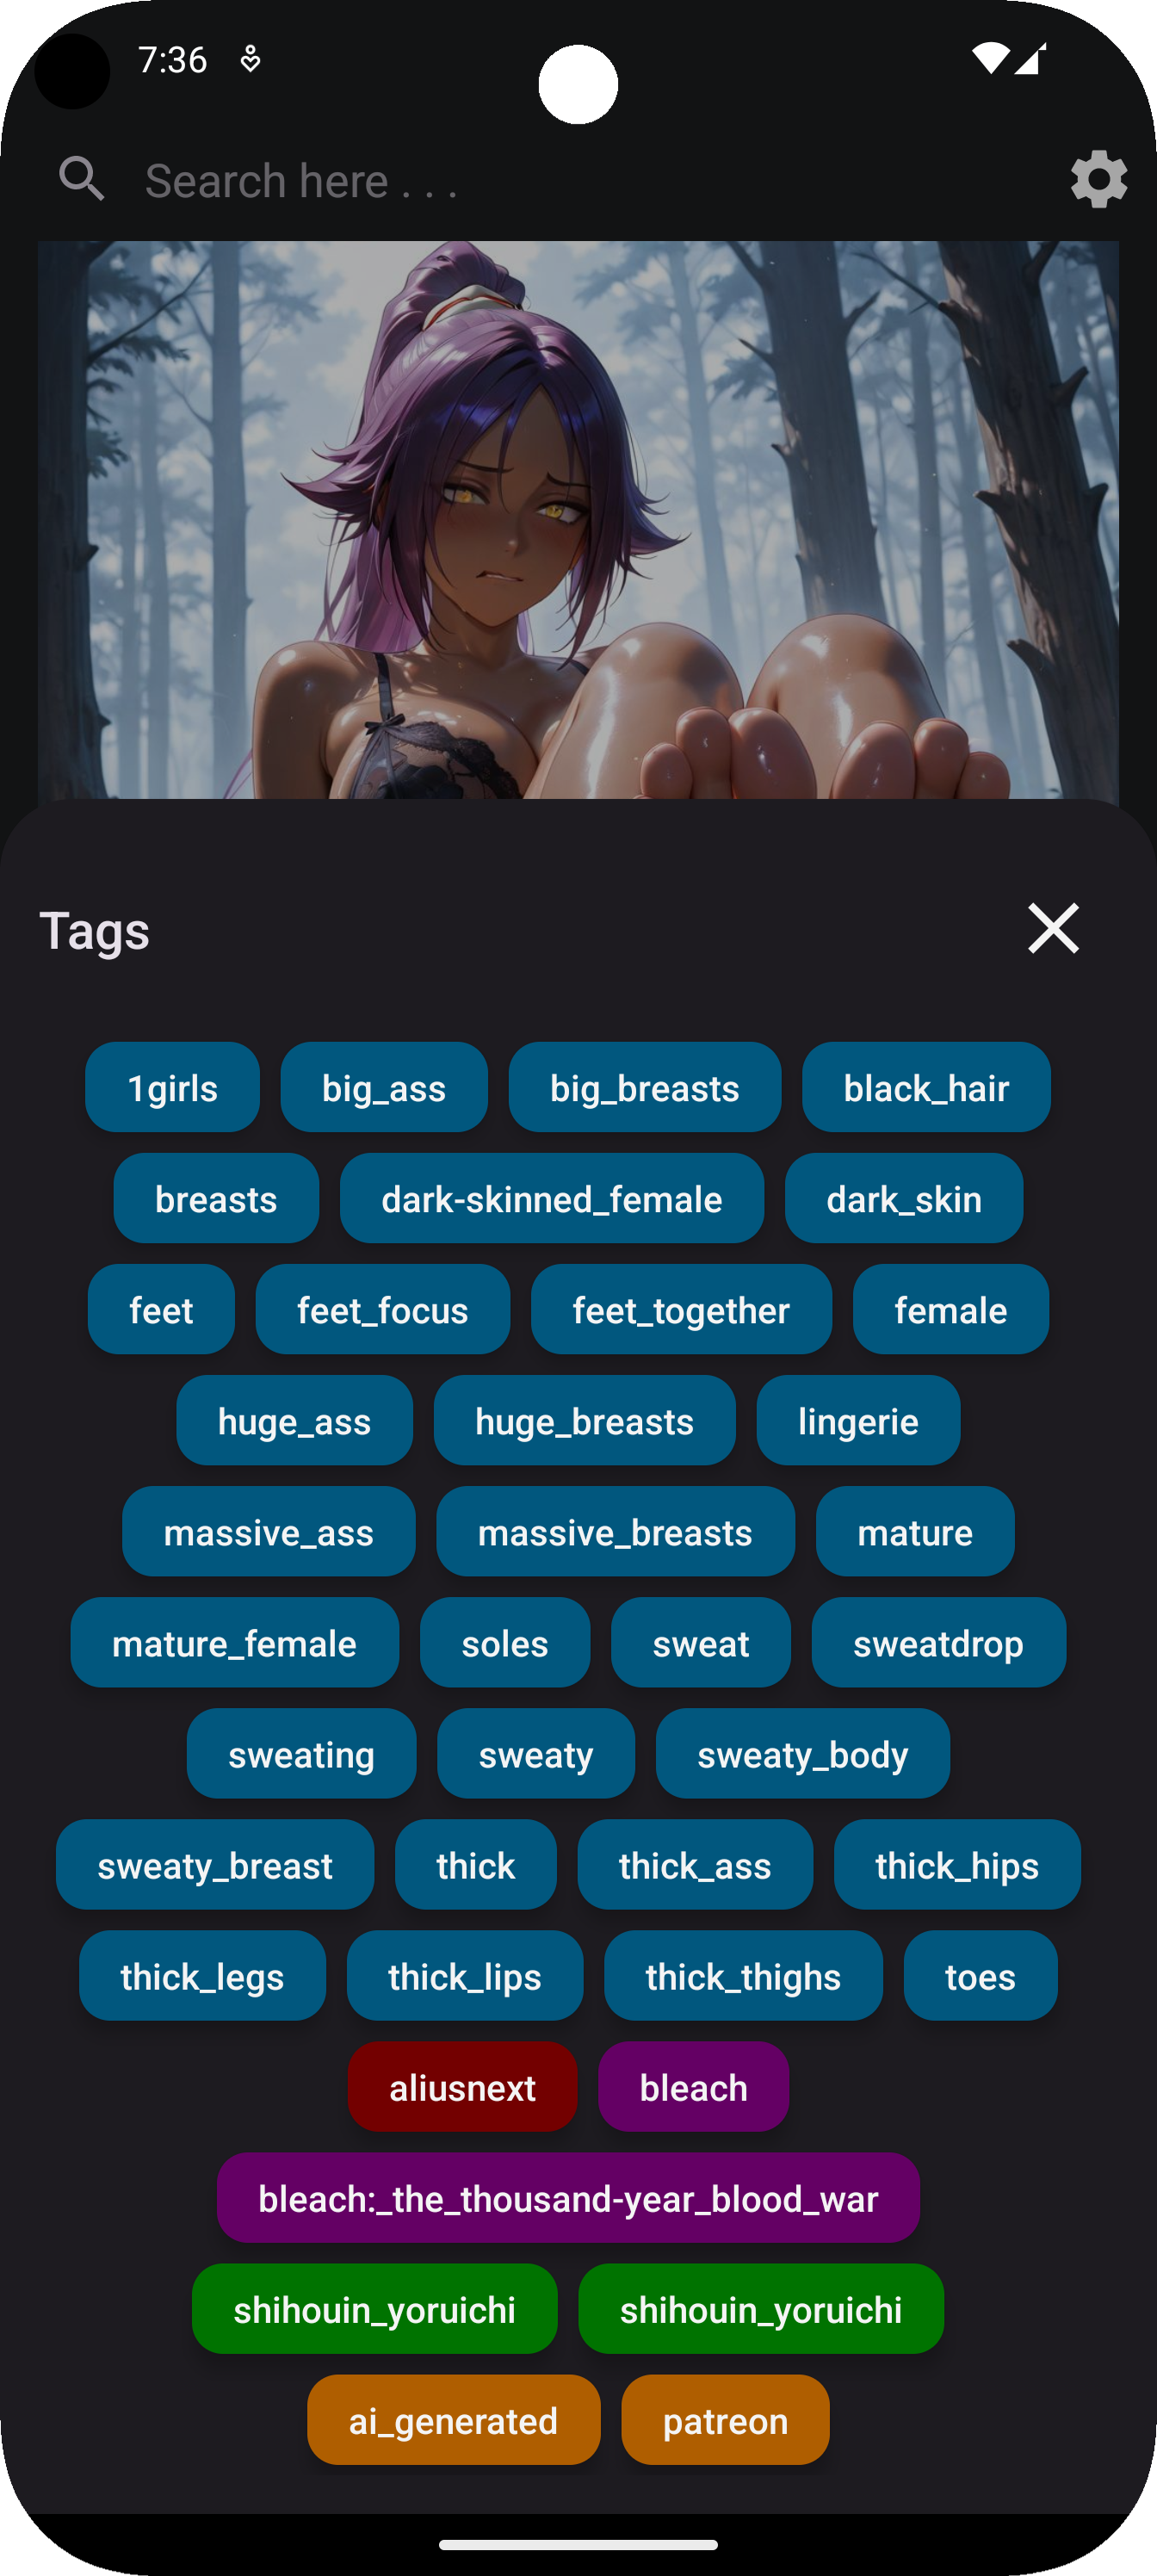 7:36
Search here . . .
Tags
1girls big_ass big_breasts black_hair
breasts dark-skinned_female dark_skin
feet feet_focus feet_together female
huge_ass huge_breasts lingerie
massive_ass massive_breasts mature
mature_female soles sweat sweatdrop
sweating sweaty sweaty_body
sweaty_breast thick thick_ass thick_hips
thick_legs thick_lips thick_thighs toes
aliusnext bleach
bleach:_the_thousand-year_blood_war
shihouin_yoruichi shihouin_yoruichi
ai_generated patreon